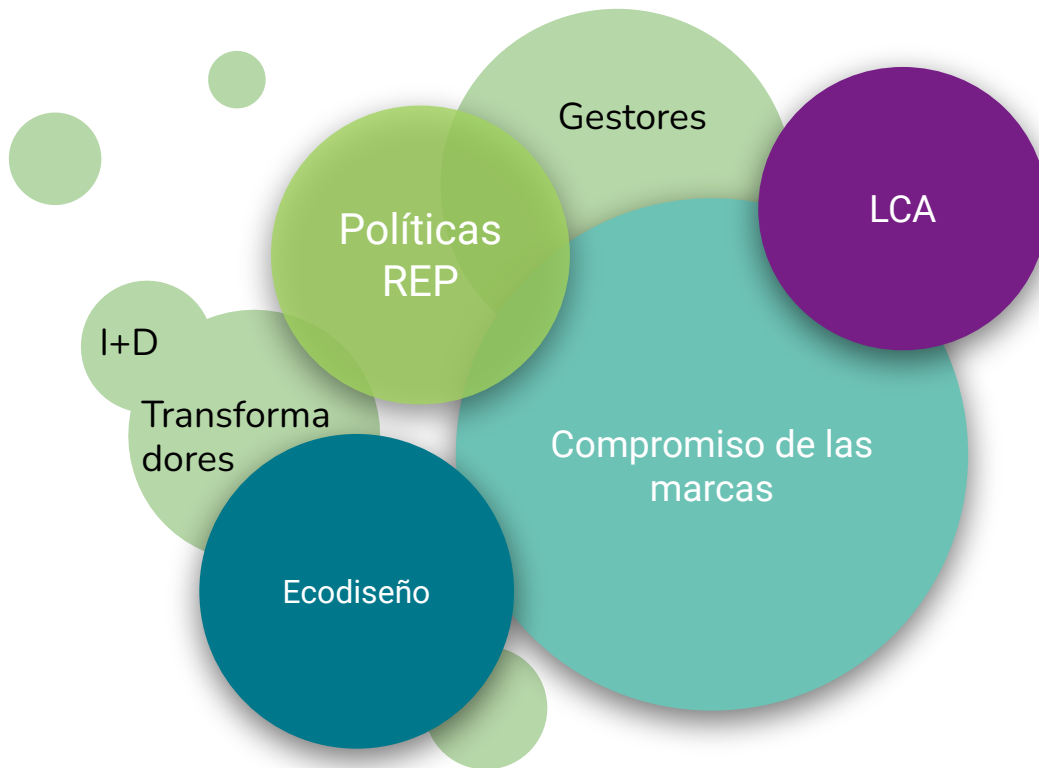 Gestores
LCA
Políticas
REP
I+D
Transforma
dores
Compromiso de las
marcas
Ecodiseño